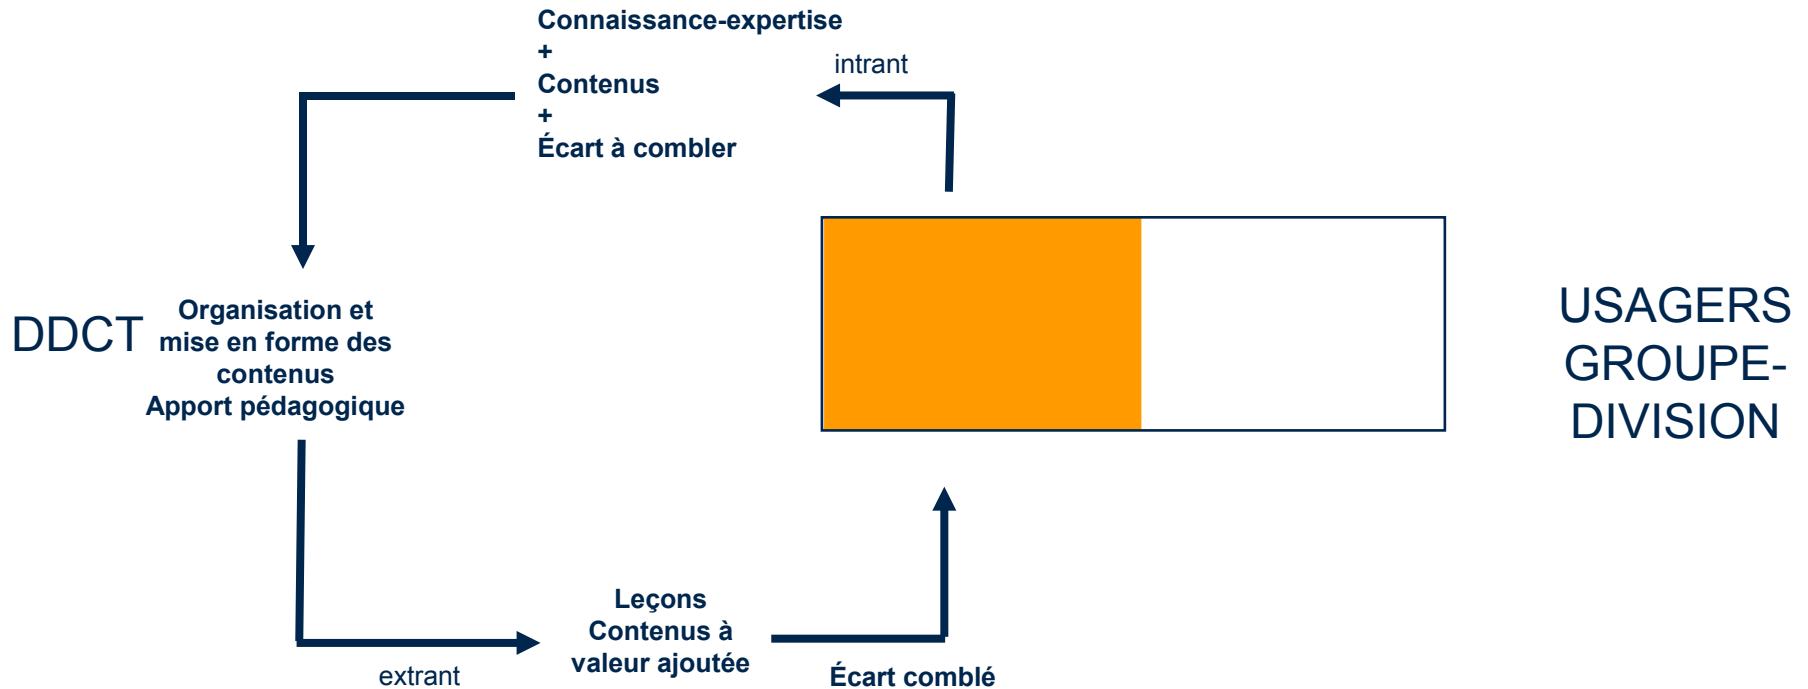 Connaissance-expertise
+
Contenus
+
Écart à combler
intrant
DDCT
Organisation et
mise en forme des
contenus
Apport pédagogique
USAGERS
GROUPE-
DIVISION
extrant
Leçons
Contenus à
valeur ajoutée
Écart comblé